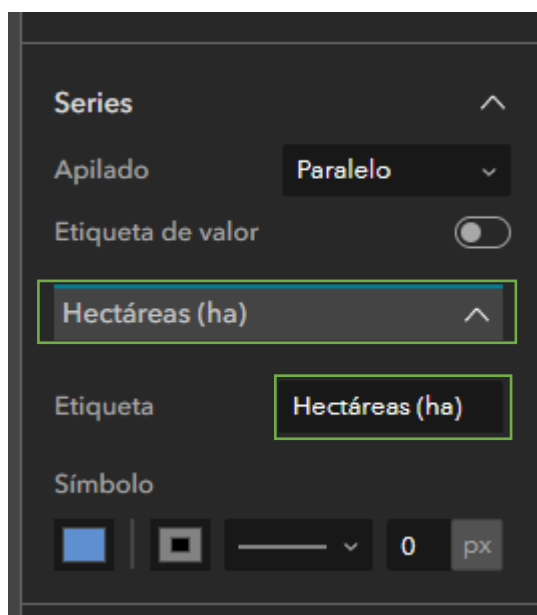 Series
Apilado Paralelo
Etiqueta de valor
Hectáreas (ha)
Etiqueta Hectáreas (ha)
Símbolo
0 px